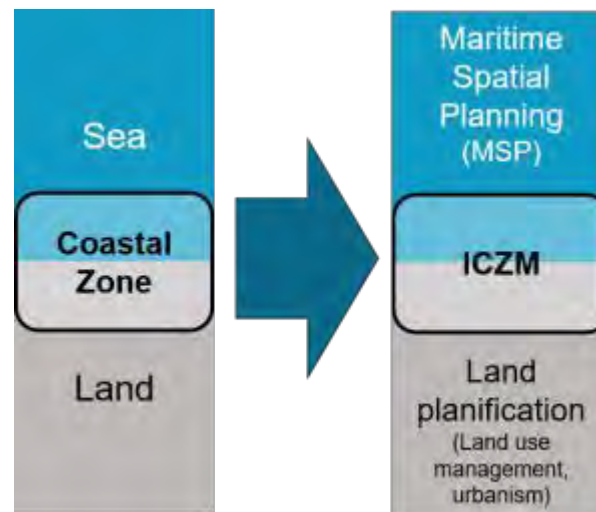 Sea
Coastal
Zone
Land
Maritime
Spatial
Planning
(MSP)
ICZM
Land
planification
(Land use
management,
urbanism)